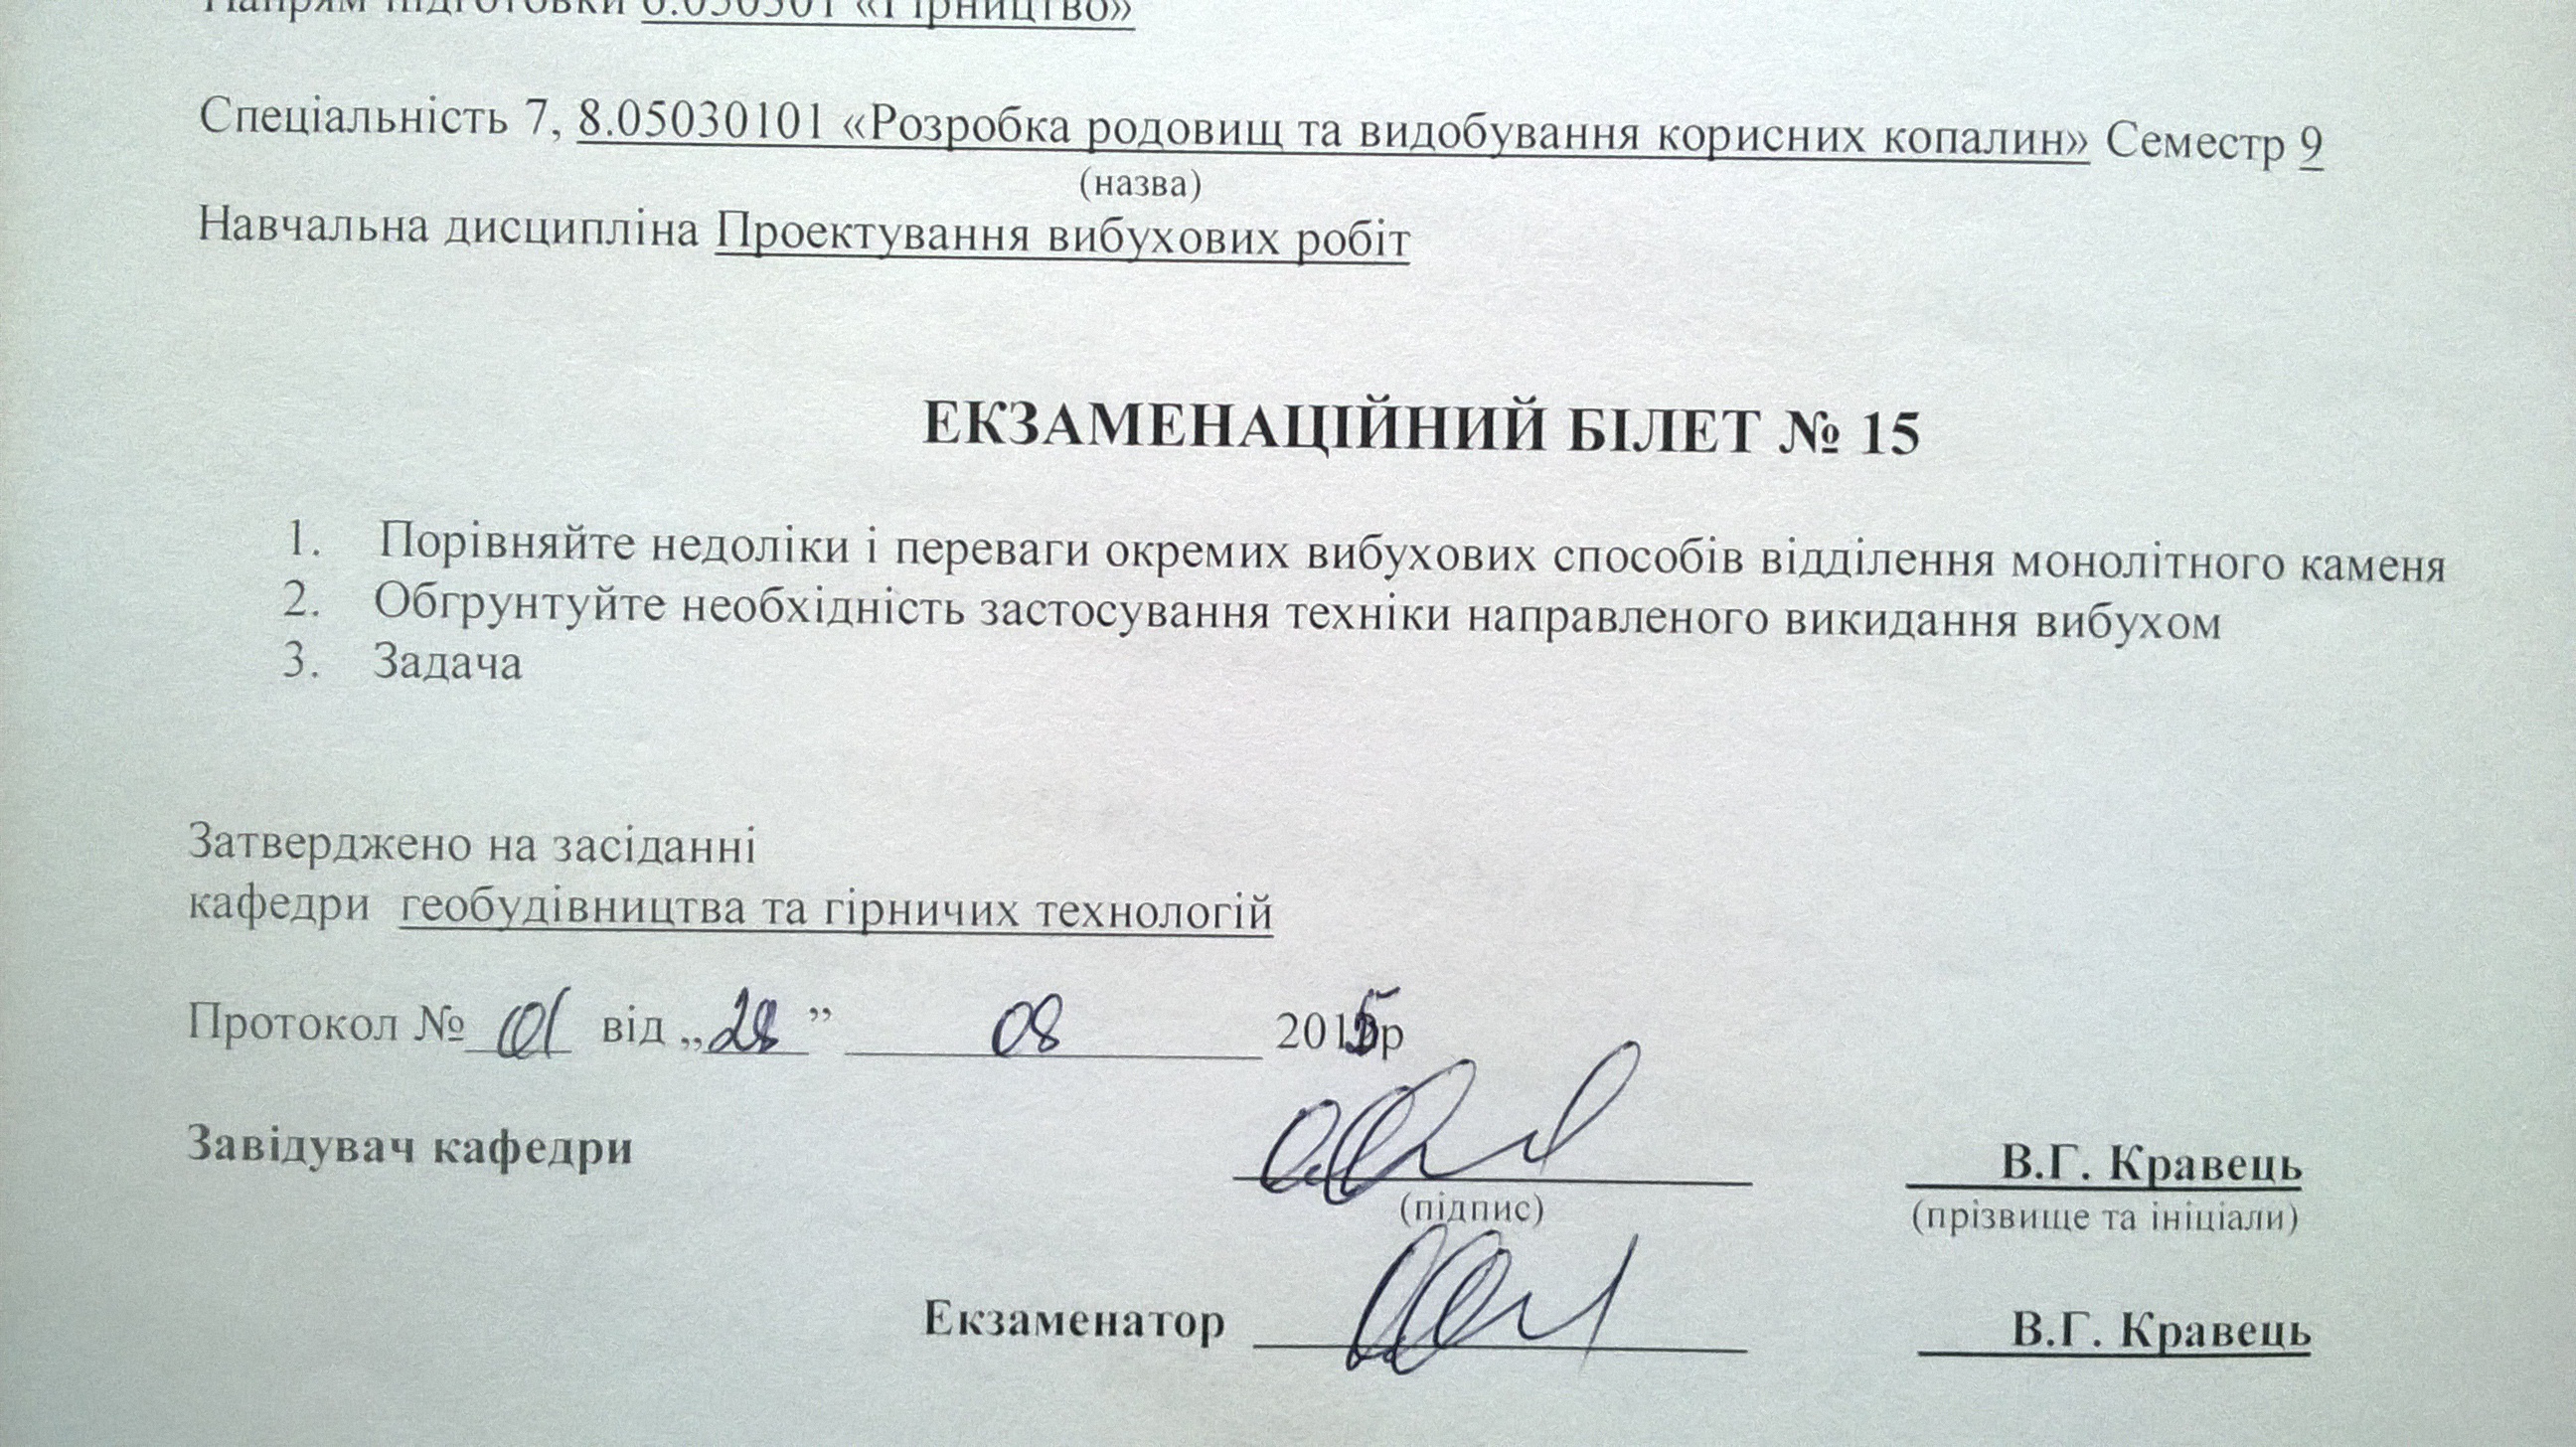 Напрям підготовки 6.050301 «Гірництво»
Спеціальність 7, 8.05030101 «Розробка родовищ та видобування корисних копалин» Семестр 9
(назва)
Навчальна дисципліна Проектування вибухових робіт
ЕКЗАМЕНАЦІЙНИЙ БІЛЕТ № 15
1. Порівняйте недоліки і переваги окремих вибухових способів відділення монолітного каменя
2. Обгрунтуйте необхідність застосування техніки направленого викидання вибухом
3. Задача
Затверджено на засіданні
кафедри геобудівництва та гірничих технологій
Протокол № 01 від „28” 08 2015р
Завідувач кафедри В.Г. Кравець
(підпис) (прізвище та ініціали)
Екзаменатор В.Г. Кравець